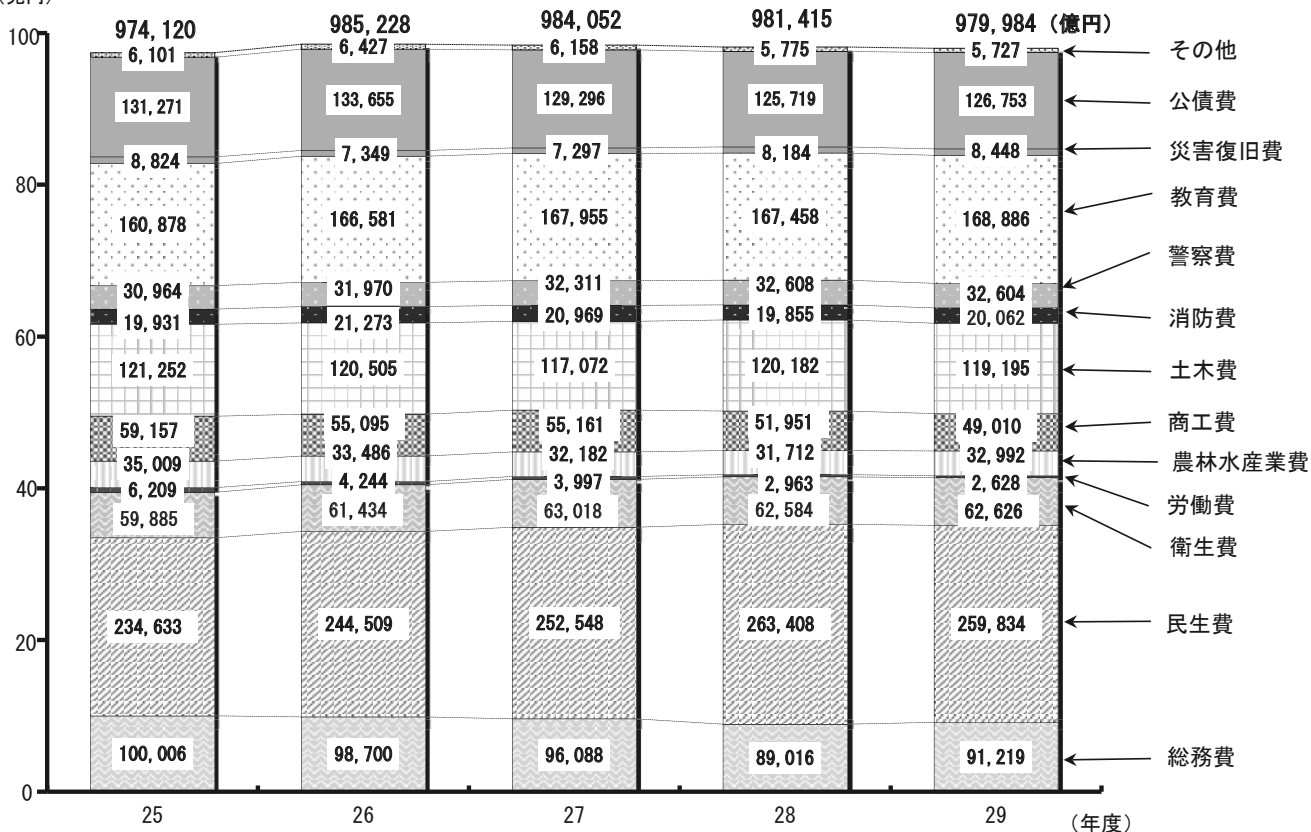 (兆円)
974,120 985,228 984,052 981,415 979,984 (億円)
100
6,101 6,427 6,158 5,775 5,727 その他
131,271 133,655 129,296 125,719 126,753 公債費
8,824 7,349 7,297 8,184 8,448 災害復旧費
80
160,878 166,581 167,955 167,458 168,886 教育費
30,964 31,970 32,311 32,608 32,604 警察費
19,931 21,273 20,969 19,855 20,062 消防費
60
121,252 120,505 117,072 120,182 119,195 土木費
59,157 55,095 55,161 51,951 49,010 商工費
35,009 33,486 32,182 31,712 32,992 農林水産業費
40
6,209 4,244 3,997 2,963 2,628 労働費
59,885 61,434 63,018 62,584 62,626 衛生費
234,633 244,509 252,548 263,408 259,834 民生費
20
100,006 98,700 96,088 89,016 91,219 総務費
0
25 26 27 28 29 (年度)